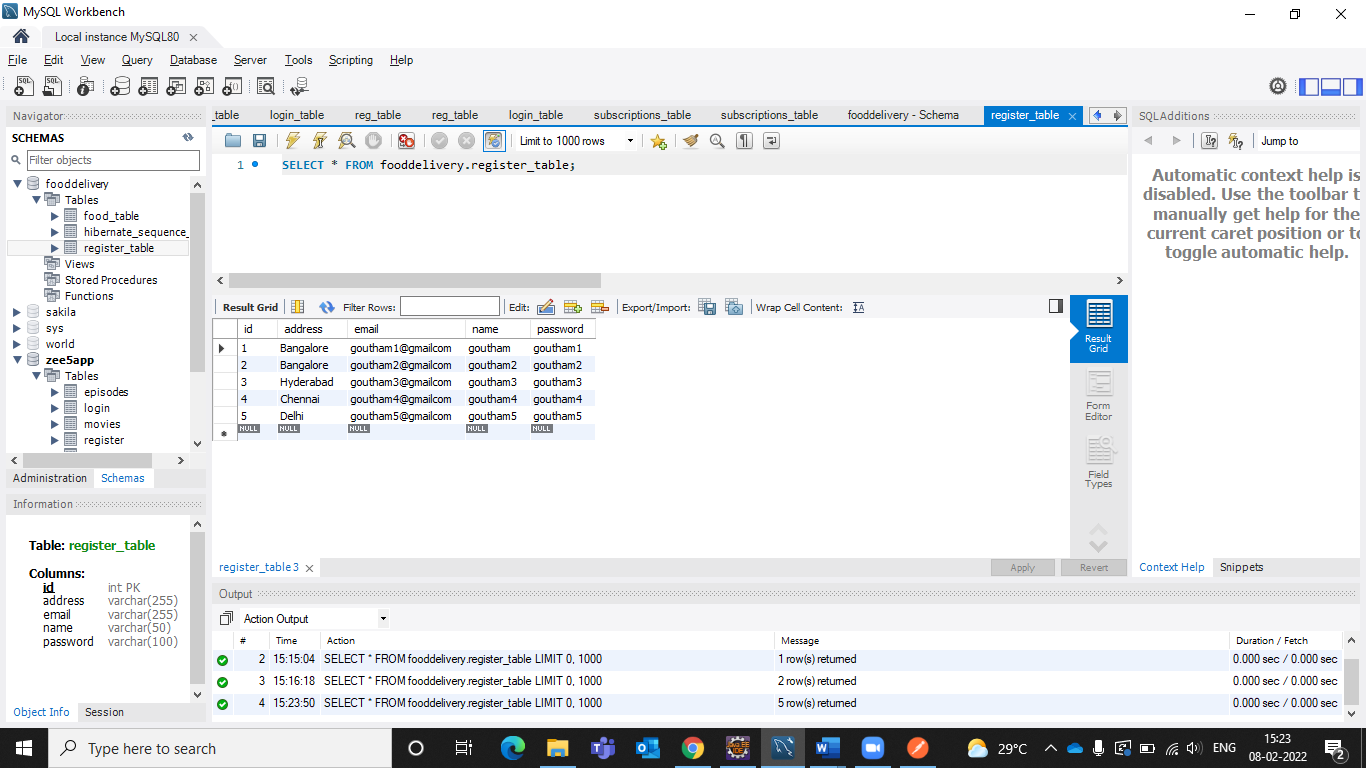 MySQL Workbench
Local instance MySQL80
File Edit View Query Database Server Tools Scripting Help
Navigator
SCHEMAS
Filter objects
fooddelivery
Tables
food_table
hibernate_sequence_
register_table
Views
Stored Procedures
Functions
sakila
sys
world
zee5app
Tables
episodes
login
movies
register
Administration Schemas
Information
Table: register_table
Columns:
id int PK
address varchar(255)
email varchar(255)
name varchar(50)
password varchar(100)
Object Info Session
_table login_table reg_table reg_table login_table subscriptions_table subscriptions_table fooddelivery - Schema register_table
Limit to 1000 rows
1 SELECT * FROM fooddelivery.register_table;
Result Grid Filter Rows: Edit: Export/Import: Wrap Cell Content:
id address email name password
1 Bangalore goutham1@gmailcom goutham goutham1
2 Bangalore goutham2@gmailcom goutham2 goutham2
3 Hyderabad goutham3@gmailcom goutham3 goutham3
4 Chennai goutham4@gmailcom goutham4 goutham4
5 Delhi goutham5@gmailcom goutham5 goutham5
NULL NULL NULL NULL NULL
Result
Grid
Form
Editor
Field
Types
register_table 3
Apply Revert
SQLAdditions
Jump to
Automatic context help is
disabled. Use the toolbar t
manually get help for the
current caret position or to
toggle automatic help.
Context Help Snippets
Output
Action Output
# Time Action Message Duration / Fetch
2 15:15:04 SELECT * FROM fooddelivery.register_table LIMIT 0, 1000 1 row(s) returned 0.000 sec / 0.000 sec
3 15:16:18 SELECT * FROM fooddelivery.register_table LIMIT 0, 1000 2 row(s) returned 0.000 sec / 0.000 sec
4 15:23:50 SELECT * FROM fooddelivery.register_table LIMIT 0, 1000 5 row(s) returned 0.000 sec / 0.000 sec
Type here to search
29°C
ENG
15:23
08-02-2022
2